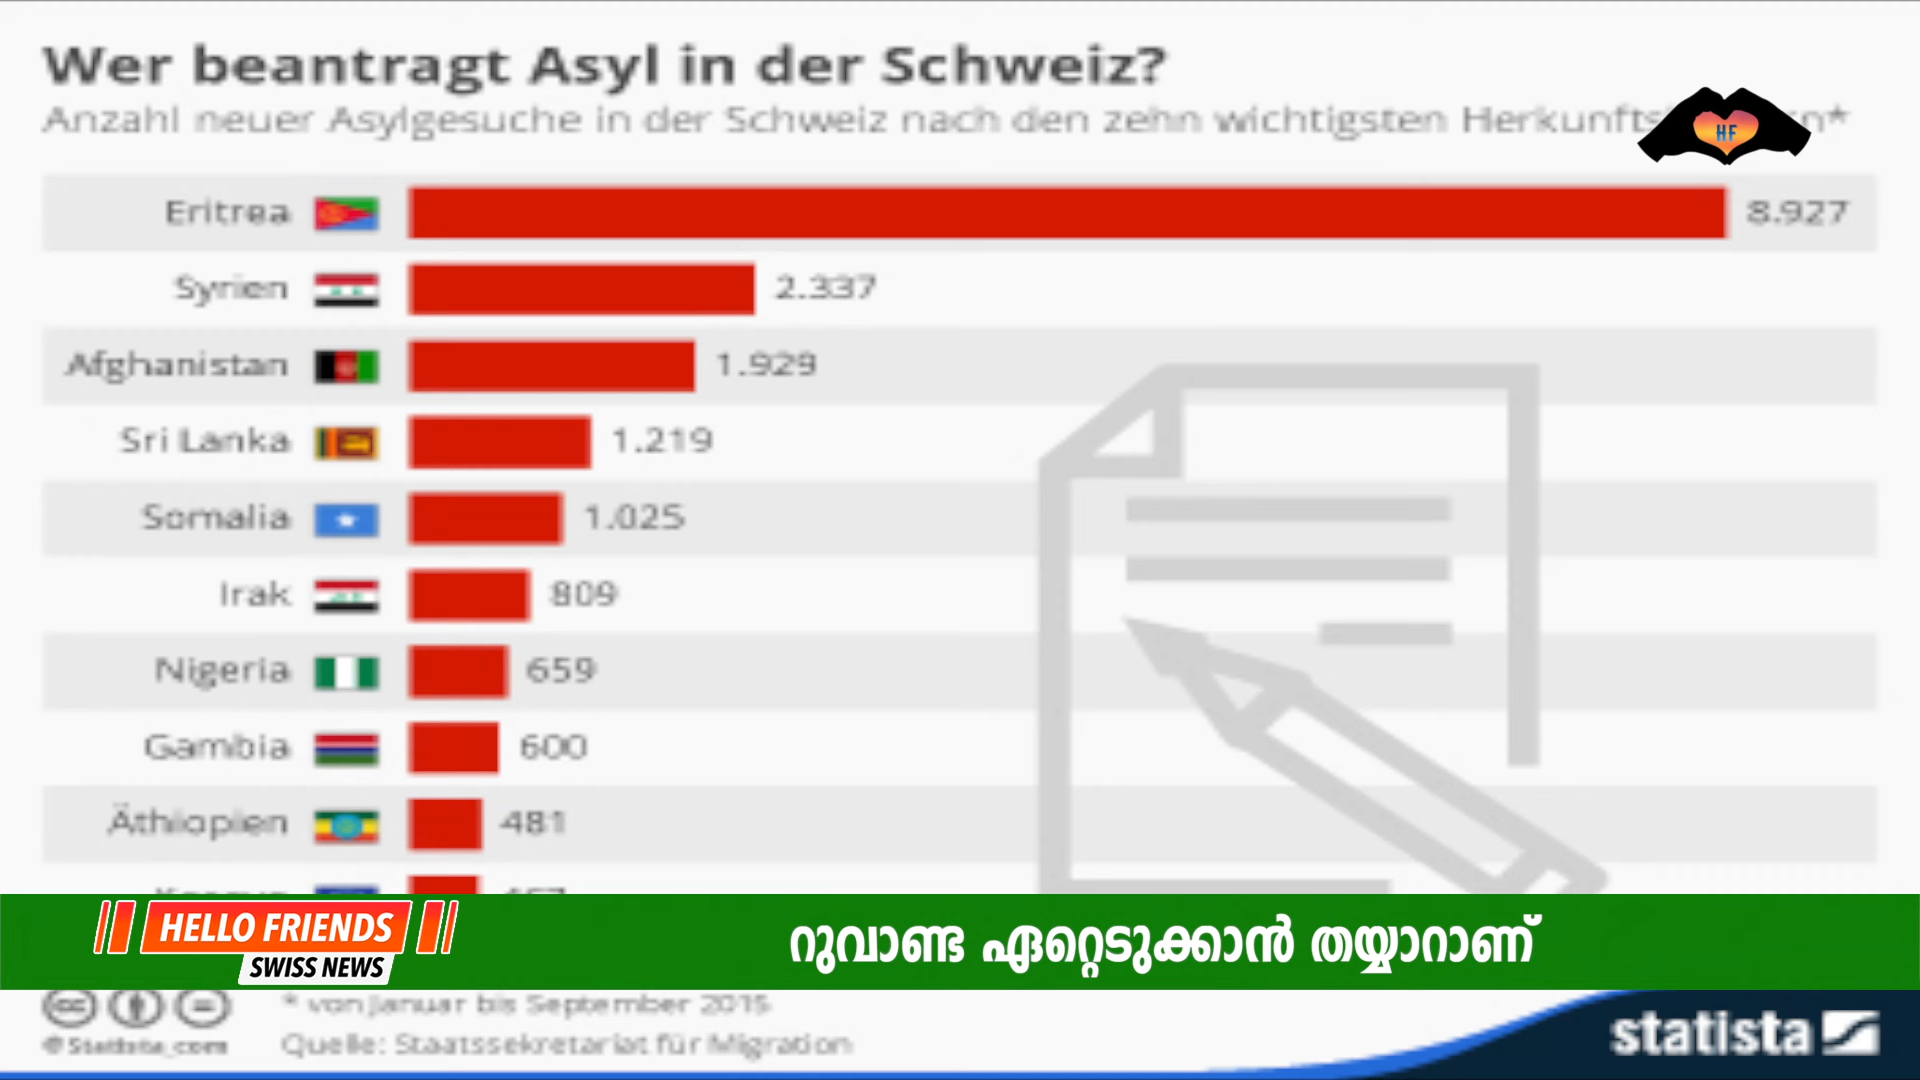 Wer beantragt Asyl in der Schweiz?
Anzahl neuer Asylgesuche in der Schweiz nach den zehn wichtigsten
HF
Eritrea 8.927
Syrien 2.337
Afghanistan 1.929
Sri Lanka 1.219
Somalia 1.025
Irak 809
Nigeria 659
Gambia 600
Äthiopien 481
HELLO FRIENDS
SWISS NEWS
റുവാണ്ട ഏറ്റെടുക്കാൻ തയ്യാറാണ്
* von Januar bis September 2015
@Statista_com
Quelle: Staatssekretariat für Migration
statista